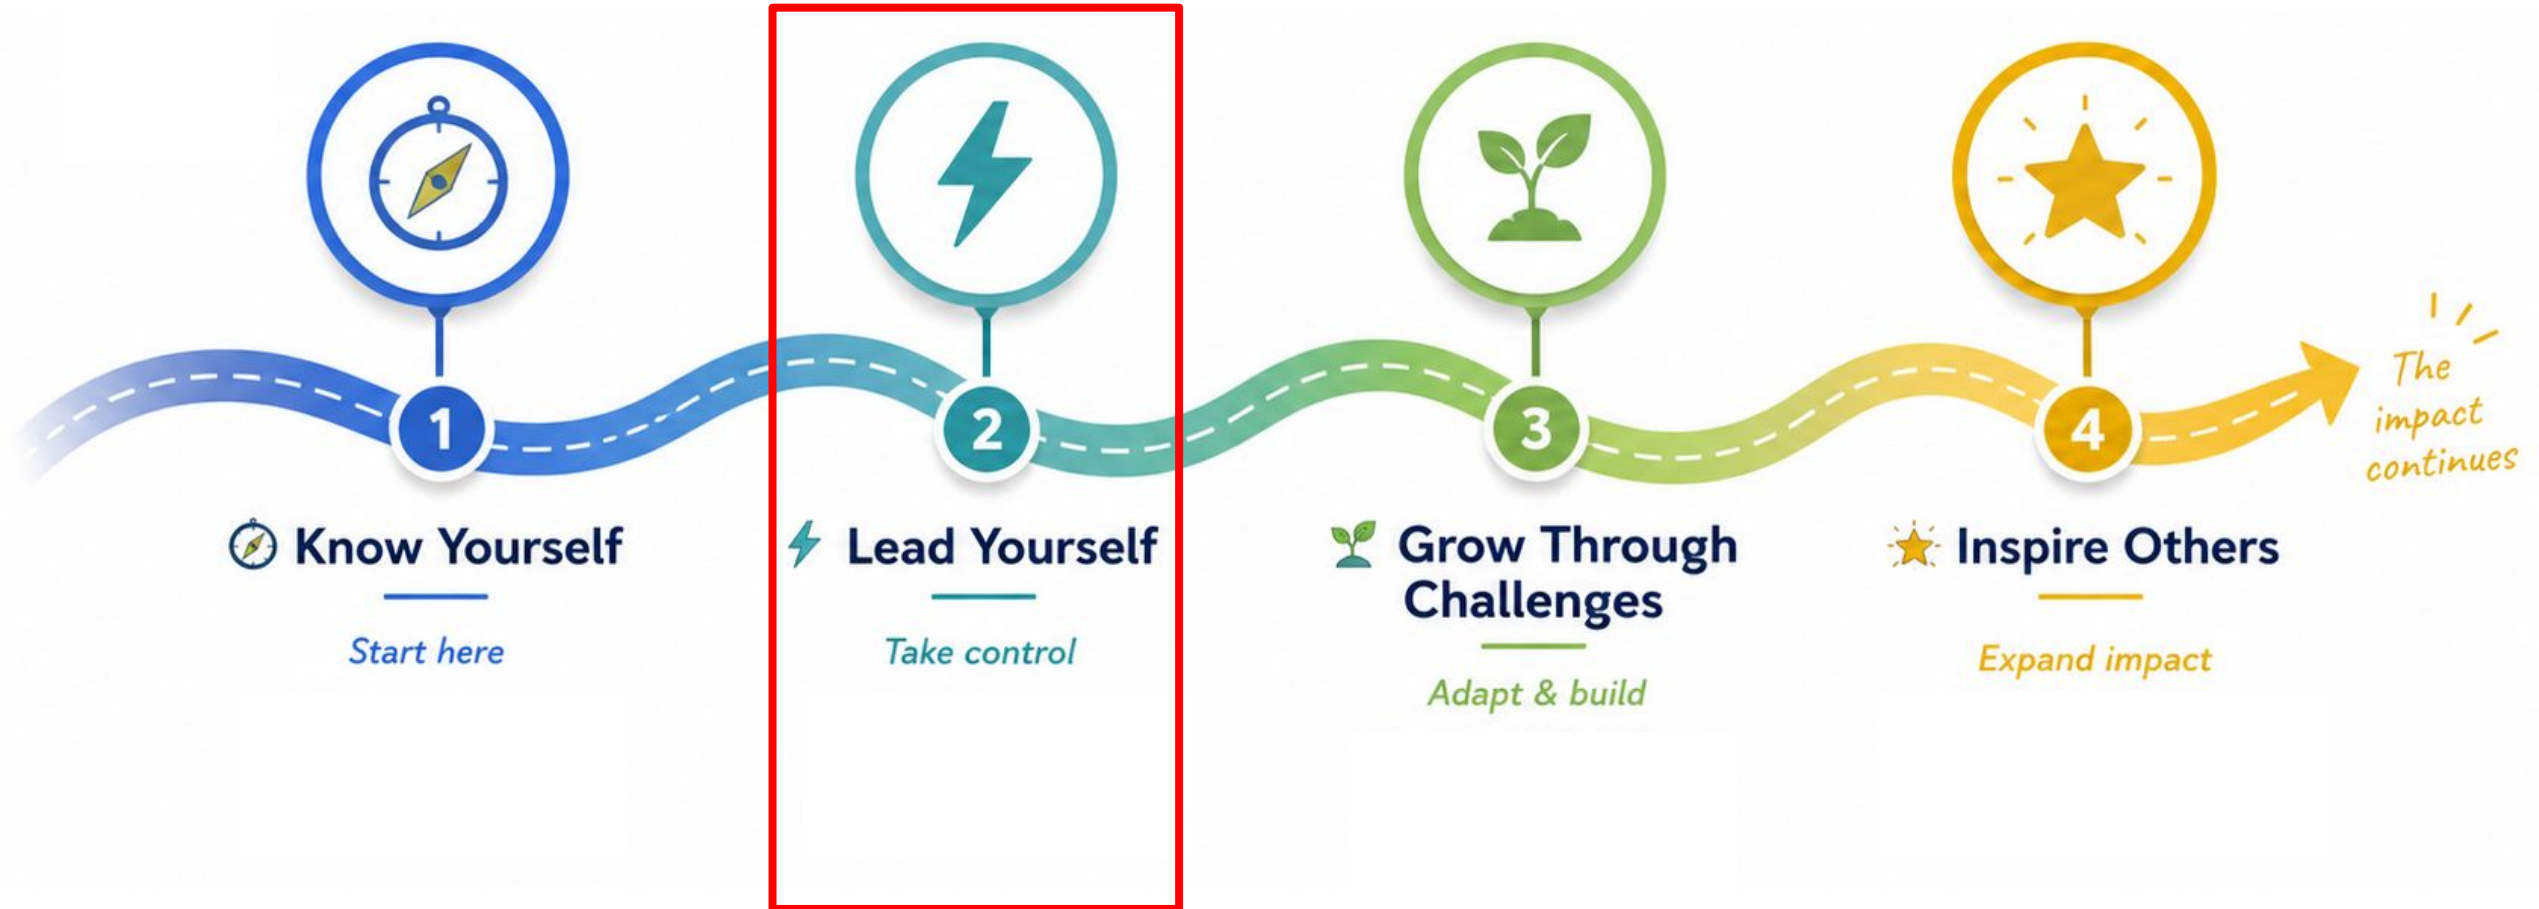 1
Know Yourself
Start here
2
Lead Yourself
Take control
3
Grow Through
Challenges
Adapt & build
4
Inspire Others
Expand impact
The
impact
continues